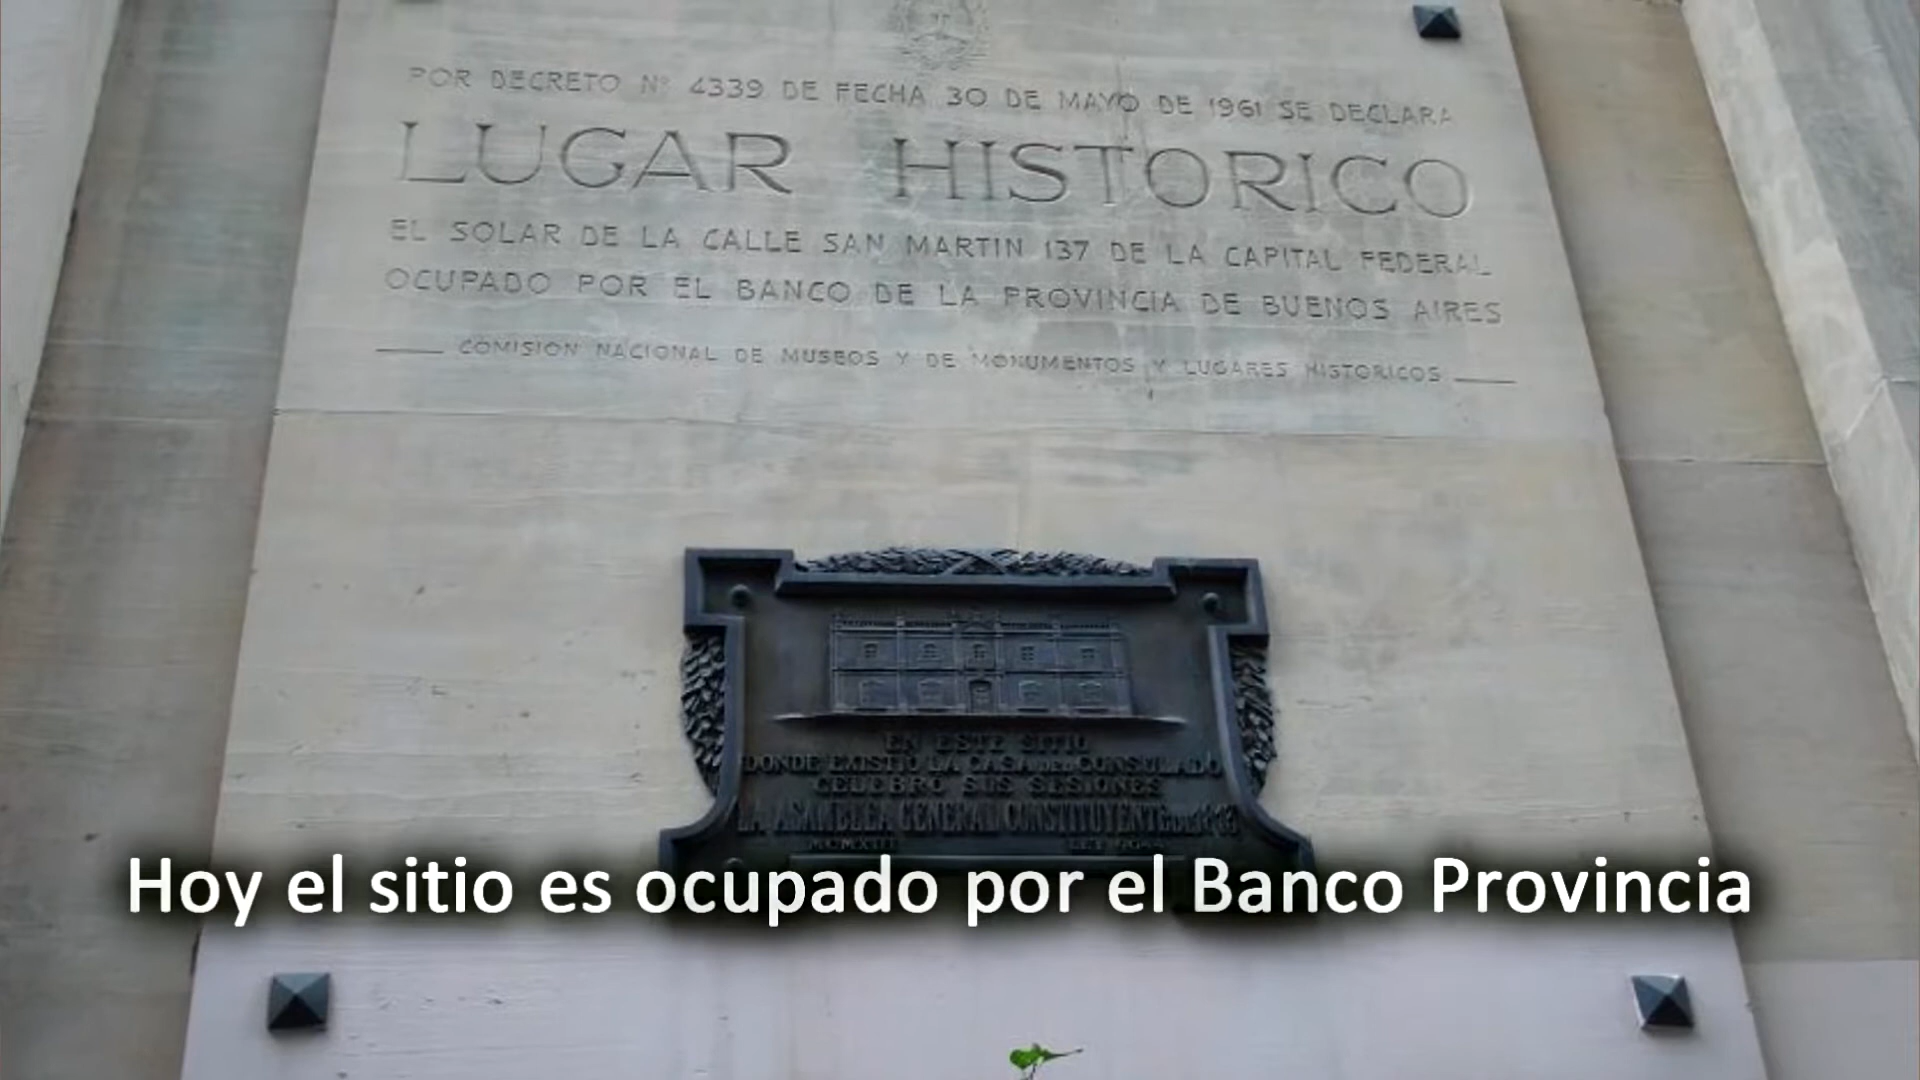 POR DECRETO Nº 4339 DE FECHA 30 DE MAYO DE 1961 SE DECLARA
LUGAR HISTORICO
EL SOLAR DE LA CALLE SAN MARTIN 137 DE LA CAPITAL FEDERAL
OCUPADO POR EL BANCO DE LA PROVINCIA DE BUENOS AIRES
COMISION NACIONAL DE MUSEOS Y DE MONUMENTOS Y LUGARES HISTORICOS
EN ESTE SITIO
DONDE EXISTIO LA CASA DEL CONSULADO
CELEBRO SUS SESIONES
LA ASAMBLEA GENERAL CONSTITUYENTE
Hoy el sitio es ocupado por el Banco Provincia